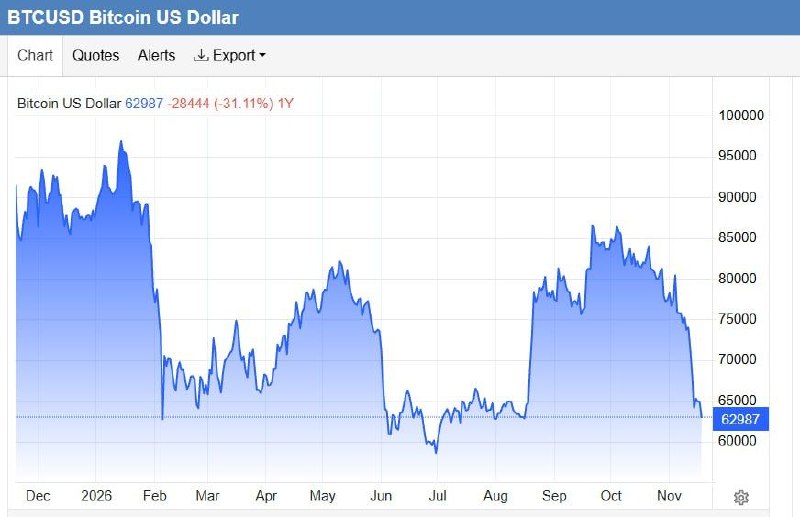 BTCUSD Bitcoin US Dollar
Chart Quotes Alerts Export
Bitcoin US Dollar 62987 -28444 (-31.11%) 1Y
100000
95000
90000
85000
80000
75000
70000
65000
62987
60000
Dec 2026 Feb Mar Apr May Jun Jul Aug Sep Oct Nov